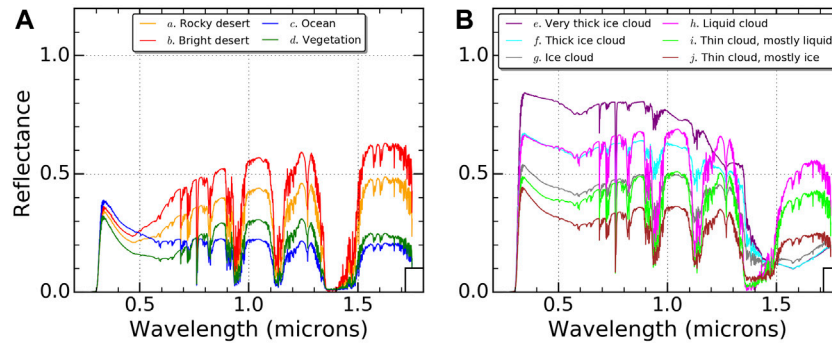 A
B
a. Rocky desert
c. Ocean
b. Bright desert
d. Vegetation
e. Very thick ice cloud
h. Liquid cloud
f. Thick ice cloud
i. Thin cloud, mostly liquid
g. Ice cloud
j. Thin cloud, mostly ice
Reflectance
1.0
0.5
0.0
0.5
1.0
1.5
Wavelength (microns)
1.0
0.5
0.0
0.5
1.0
1.5
Wavelength (microns)